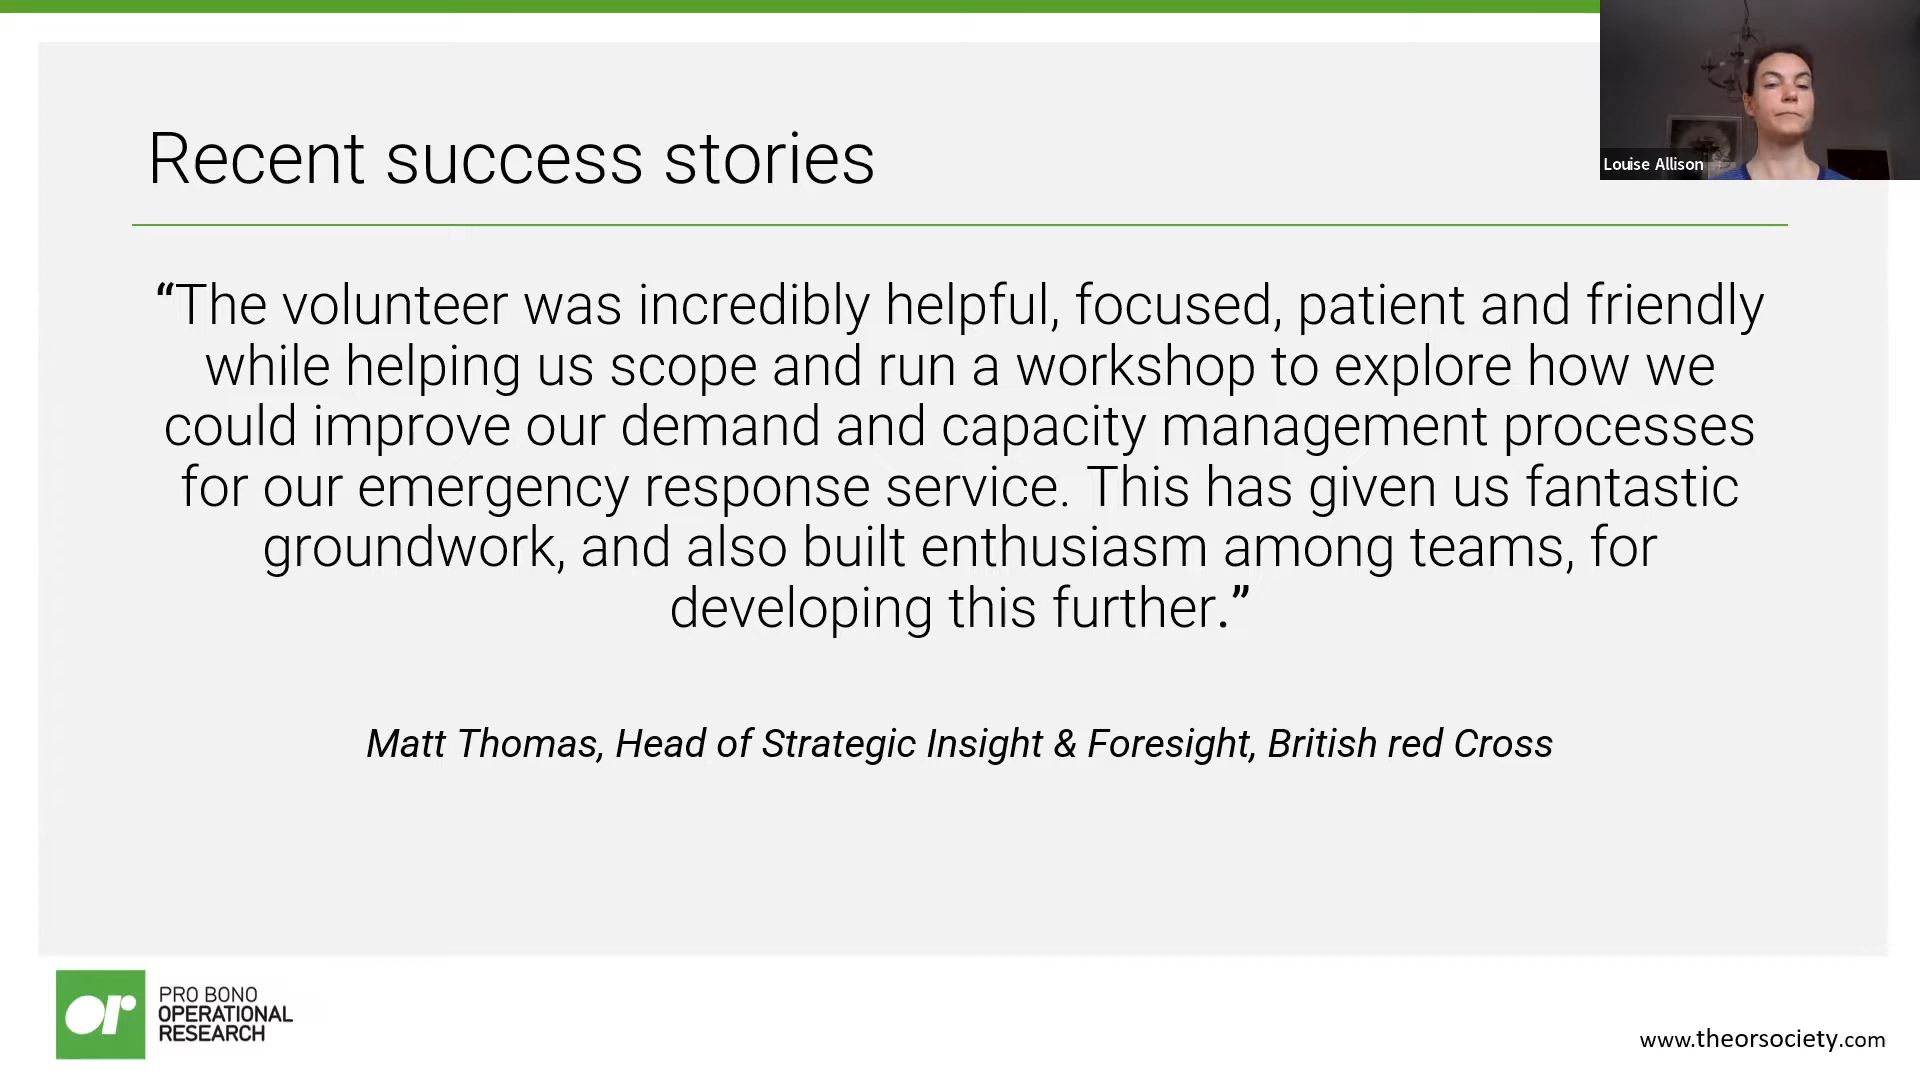 Recent success stories
Louise Allison
“The volunteer was incredibly helpful, focused, patient and friendly
while helping us scope and run a workshop to explore how we
could improve our demand and capacity management processes
for our emergency response service. This has given us fantastic
groundwork, and also built enthusiasm among teams, for
developing this further.”
Matt Thomas, Head of Strategic Insight & Foresight, British red Cross
or
PRO BONO
OPERATIONAL
RESEARCH
www.theorsociety.com